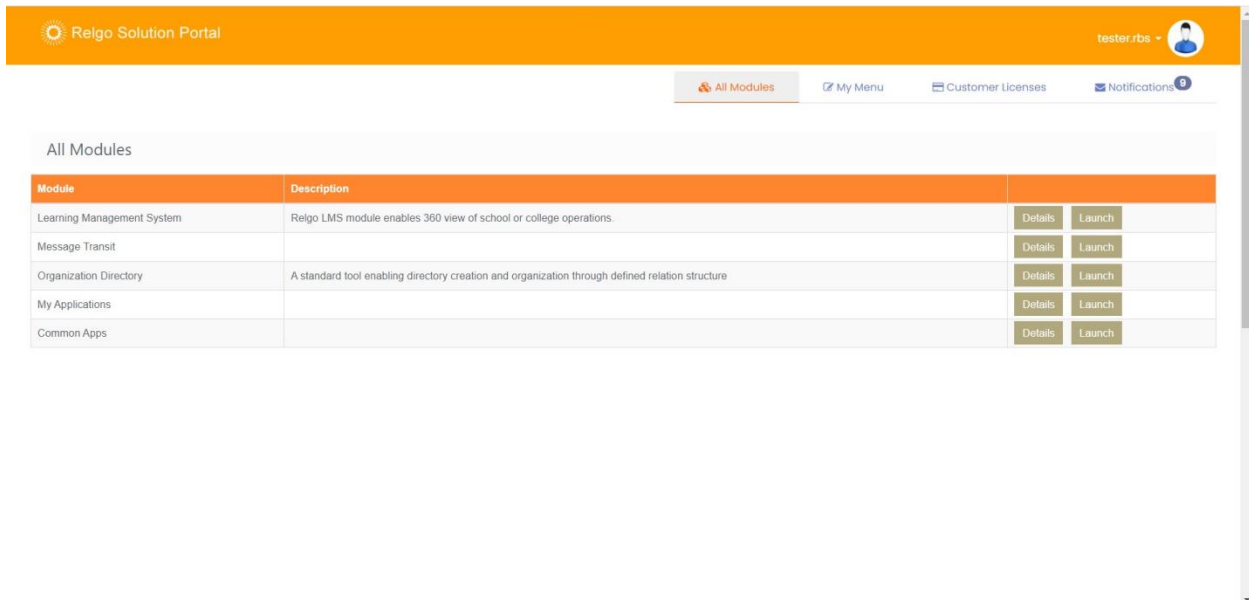 Relgo Solution Portal
tester.rbs
All Modules My Menu Customer Licenses Notifications 9
All Modules
Module Description
Learning Management System Relgo LMS module enables 360 view of school or college operations. Details Launch
Message Transit Details Launch
Organization Directory A standard tool enabling directory creation and organization through defined relation structure Details Launch
My Applications Details Launch
Common Apps Details Launch